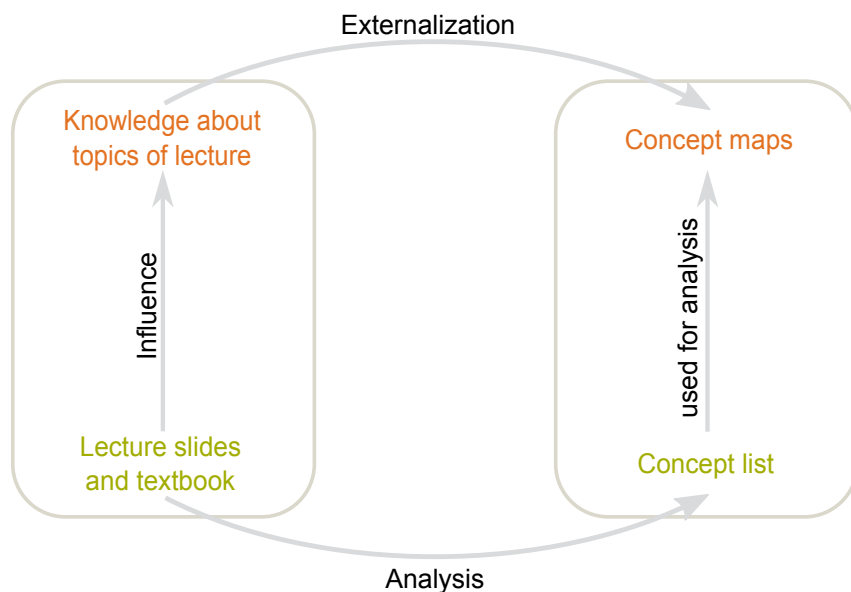 Externalization
Knowledge about
topics of lecture
Concept maps
Influence
used for analysis
Lecture slides
and textbook
Concept list
Analysis